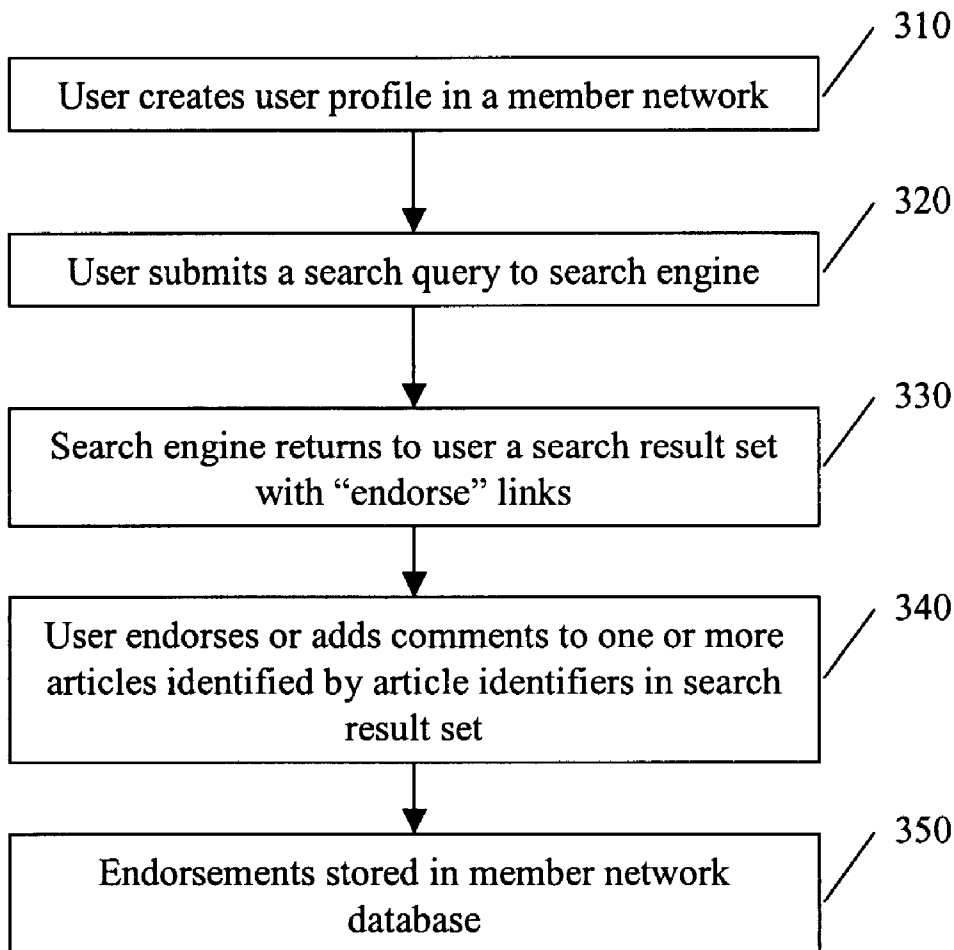 310
User creates user profile in a member network
320
User submits a search query to search engine
330
Search engine returns to user a search result set
with “endorse” links
340
User endorses or adds comments to one or more
articles identified by article identifiers in search
result set
350
Endorsements stored in member network
database